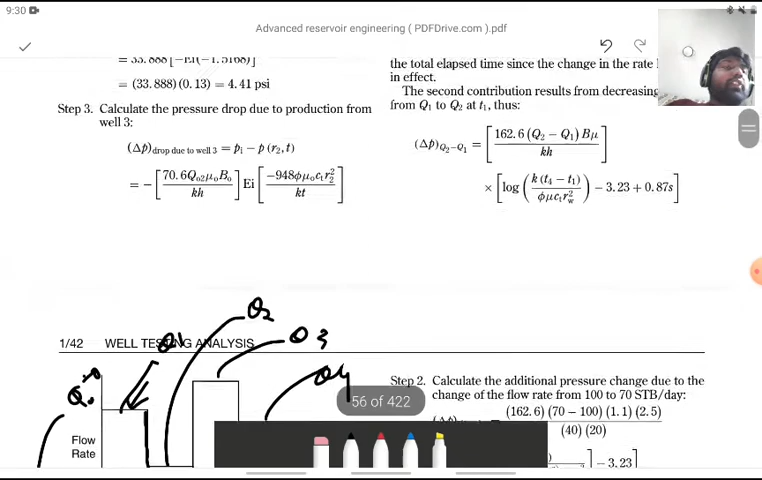 9:30
Advanced reservoir engineering ( PDFDrive.com ).pdf
= 33.888 [−Ei(−1.5168)]
= (33.888)(0.13) = 4.41 psi
Step 3. Calculate the pressure drop due to production from
well 3:
(Δp)drop due to well 3 = pi − p (r2, t)
= − [70.6Qo2μoBo / kh] Ei [−948φμoctr2² / kt]
the total elapsed time since the change in the rate
in effect.
The second contribution results from decreasing
from Q1 to Q2 at t1, thus:
(Δp)Q2−Q1 = [162.6 (Q2 − Q1) Bμ / kh]
× [log (k (t4 − t1) / φμctrw²) − 3.23 + 0.87s]
1/42 WELL TESTING ANALYSIS
Q2
Q1
Q3
Q4
Flow
Rate
Step 2. Calculate the additional pressure change due to the
change of the flow rate from 100 to 70 STB/day:
(162.6) (70 − 100) (1.1) (2.5)
(40) (20)
− 3.23]
56 of 422